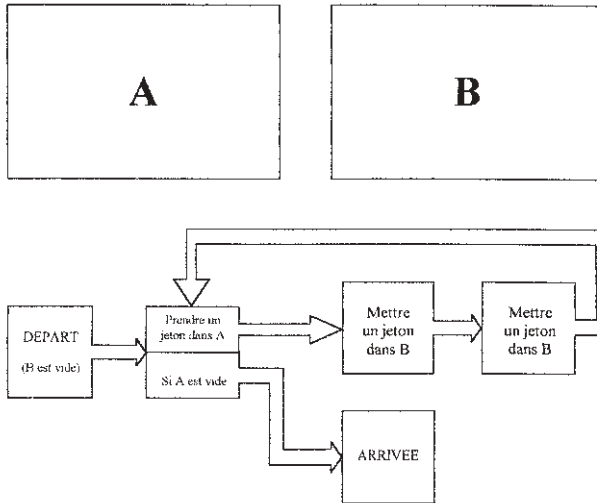 A
B
DEPART
(B est vide)
Prendre un
jeton dans A
Si A est vide
Mettre
un jeton
dans B
Mettre
un jeton
dans B
ARRIVEE